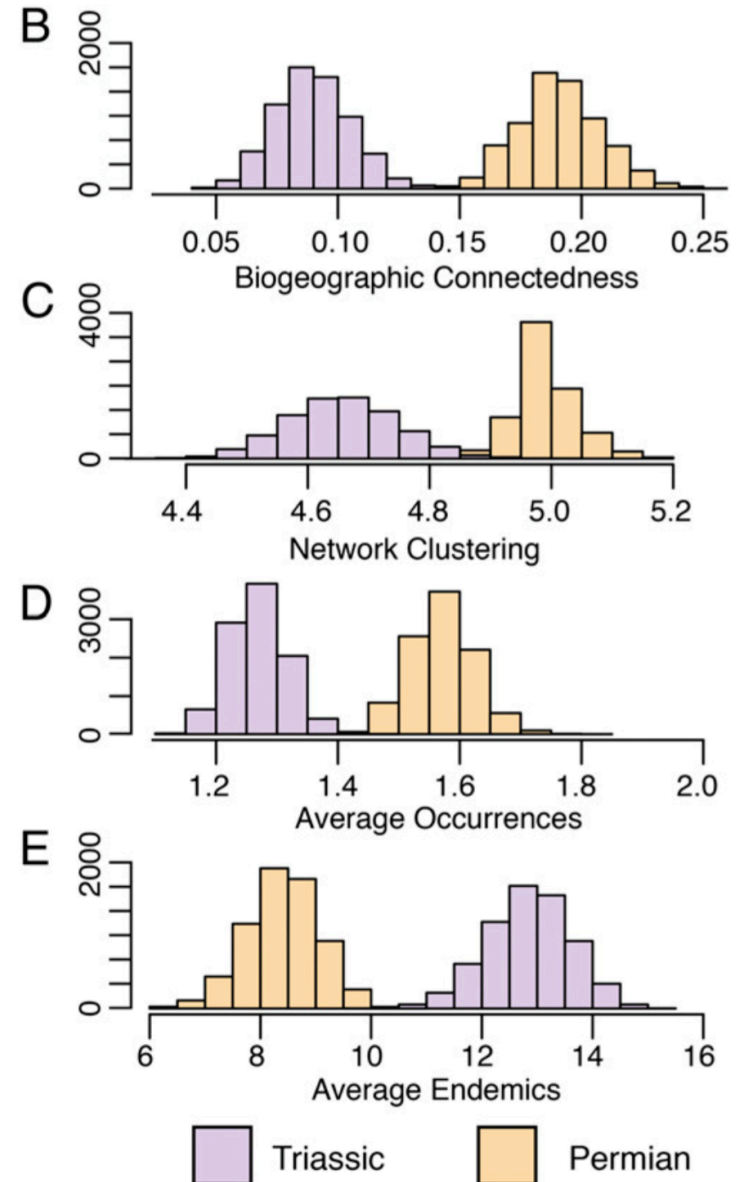 B
2000
0
0.05 0.10 0.15 0.20 0.25
Biogeographic Connectedness
C
4000
0
4.4 4.6 4.8 5.0 5.2
Network Clustering
D
3000
0
1.2 1.4 1.6 1.8 2.0
Average Occurrences
E
2000
0
6 8 10 12 14 16
Average Endemics
Triassic Permian